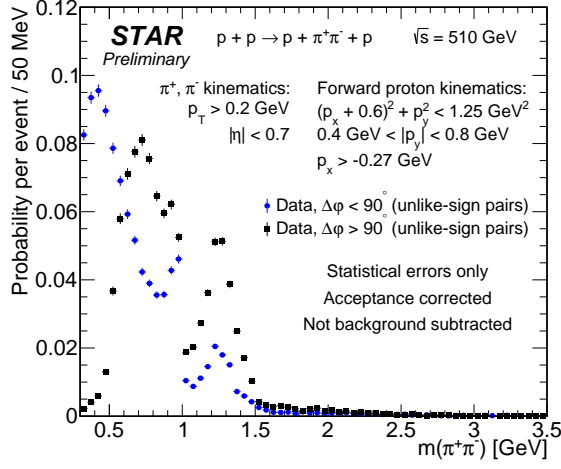 STAR
Preliminary
p + p → p + π⁺π⁻ + p √s = 510 GeV
π⁺, π⁻ kinematics:
p_T > 0.2 GeV
|η| < 0.7
Forward proton kinematics:
(p_x + 0.6)² + p_y² < 1.25 GeV²
0.4 GeV < |p_y| < 0.8 GeV
p_x > -0.27 GeV
Data, Δφ < 90° (unlike-sign pairs)
Data, Δφ > 90° (unlike-sign pairs)
Statistical errors only
Acceptance corrected
Not background subtracted
Probability per event / 50 MeV
0.12
0.1
0.08
0.06
0.04
0.02
0
0.5 1 1.5 2 2.5 3 3.5
m(π⁺π⁻) [GeV]